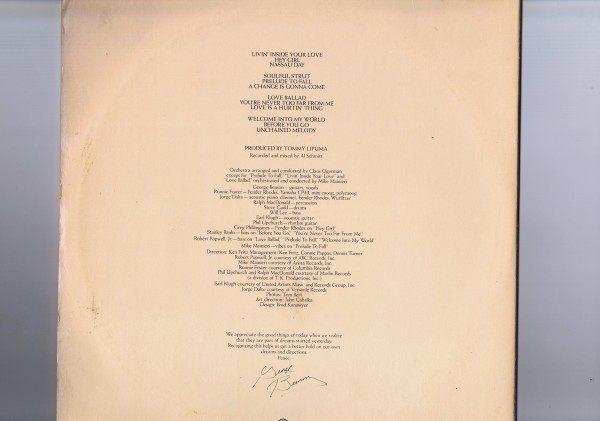 LIVIN' INSIDE YOUR LOVE
HEY GIRL
NASSAU DAY
SOULFUL STRUT
PRELUDE TO FALL
A CHANGE IS GONNA COME
LOVE BALLAD
YOU'RE NEVER TOO FAR FROM ME
LOVE IS A HURTIN' THING
WELCOME INTO MY WORLD
BEFORE YOU GO
UNCHAINED MELODY
PRODUCED BY TOMMY LIPUMA
Recorded and mixed by Al Schmitt
Orchestra arranged and conducted by Claus Ogerman
except for "Prelude To Fall," "Livin' Inside Your Love" and
"Love Ballad," orchestrated and conducted by Mike Mainieri
George Benson—guitars, vocals
Ronnie Foster—Fender Rhodes, Yamaha CP30, mini-moog, polymoog
Jorge Dalto—acoustic piano, clavinet, Fender Rhodes, Wurlitzer
Ralph MacDonald—percussion
Steve Gadd—drums
Will Lee—bass
Earl Klugh—acoustic guitar
Phil Upchurch—rhythm guitar
Greg Phillinganes—Fender Rhodes on "Hey Girl"
Stanley Banks—bass on "Before You Go," "You're Never Too Far From Me"
Robert Popwell, Jr.—bass on "Love Ballad," "Prelude To Fall," "Welcome Into My World"
Mike Mainieri—vibes on "Prelude To Fall"
Direction: Ken Fritz Management/Ken Fritz, Connie Pappas, Dennis Turner
Robert Popwell, Jr. courtesy of ABC Records, Inc.
Mike Mainieri courtesy of Arista Records, Inc.
Ronnie Foster courtesy of Columbia Records
Phil Upchurch and Ralph MacDonald courtesy of Marlin Records
(a division of T.K. Productions, Inc.)
Earl Klugh courtesy of United Artists Music and Records Group, Inc.
Jorge Dalto courtesy of Versatile Records
Photos: Tom Bert
Art direction: John Cabalka
Design: Brad Kanawyer
We appreciate the good things of today when we realize
that they are part of dreams started yesterday.
Recognizing this helps us get a better hold on our own
dreams and directions.
Peace,
George
Benson